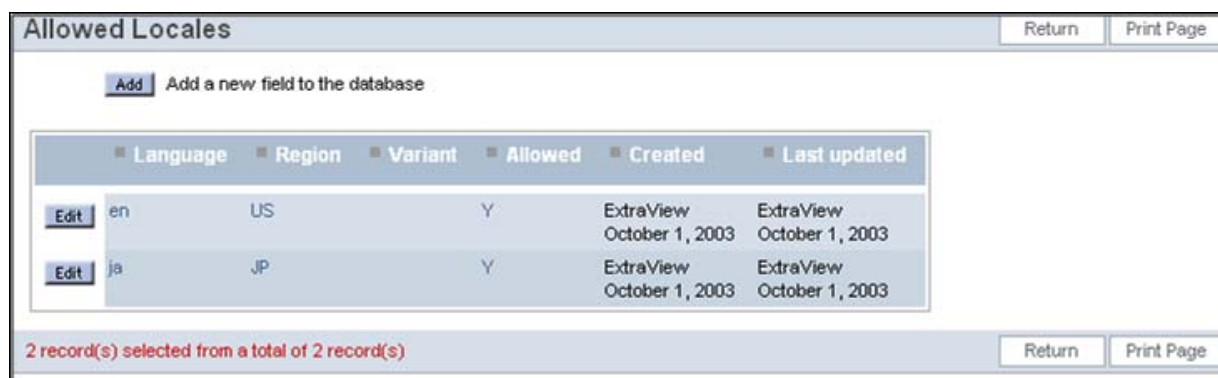 Allowed Locales
Return Print Page
Add Add a new field to the database
Language Region Variant Allowed Created Last updated
Edit en US Y ExtraView ExtraView
October 1, 2003 October 1, 2003
Edit ja JP Y ExtraView ExtraView
October 1, 2003 October 1, 2003
2 record(s) selected from a total of 2 record(s)
Return Print Page